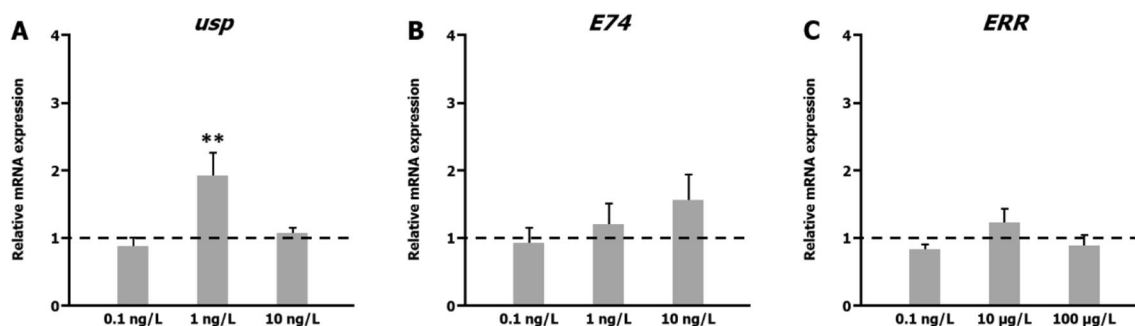 A
usp
Relative mRNA expression
4
3
2
1
0
**
0.1 ng/L 1 ng/L 10 ng/L
B
E74
Relative mRNA expression
4
3
2
1
0
0.1 ng/L 1 ng/L 10 ng/L
C
ERR
Relative mRNA expression
4
3
2
1
0
0.1 ng/L 10 µg/L 100 µg/L